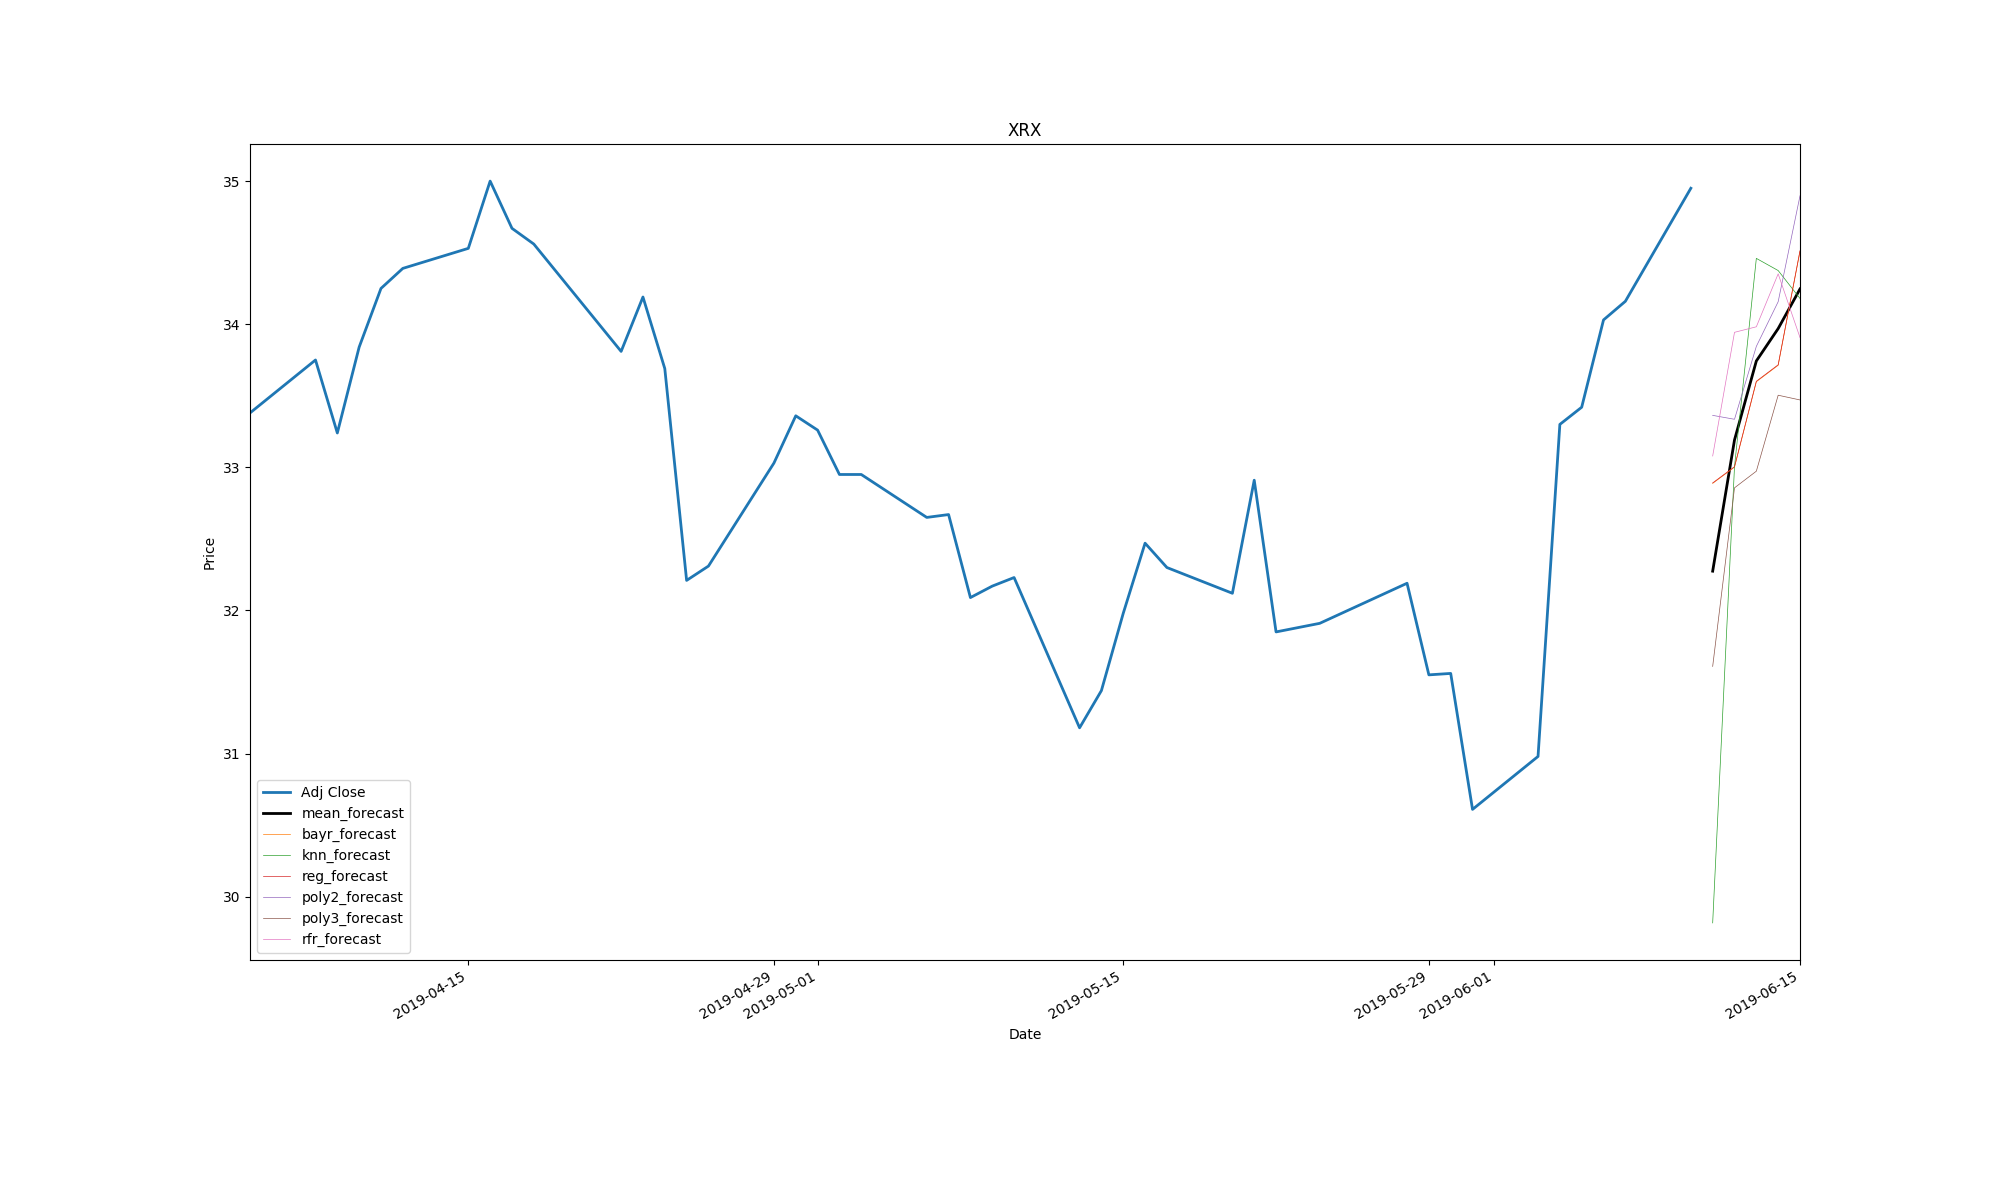 XRX
35
34
33
32
31
30
Price
Adj Close
mean_forecast
bayr_forecast
knn_forecast
reg_forecast
poly2_forecast
poly3_forecast
rfr_forecast
2019-04-15
2019-04-29
2019-05-01
2019-05-15
2019-05-29
2019-06-01
2019-06-15
Date